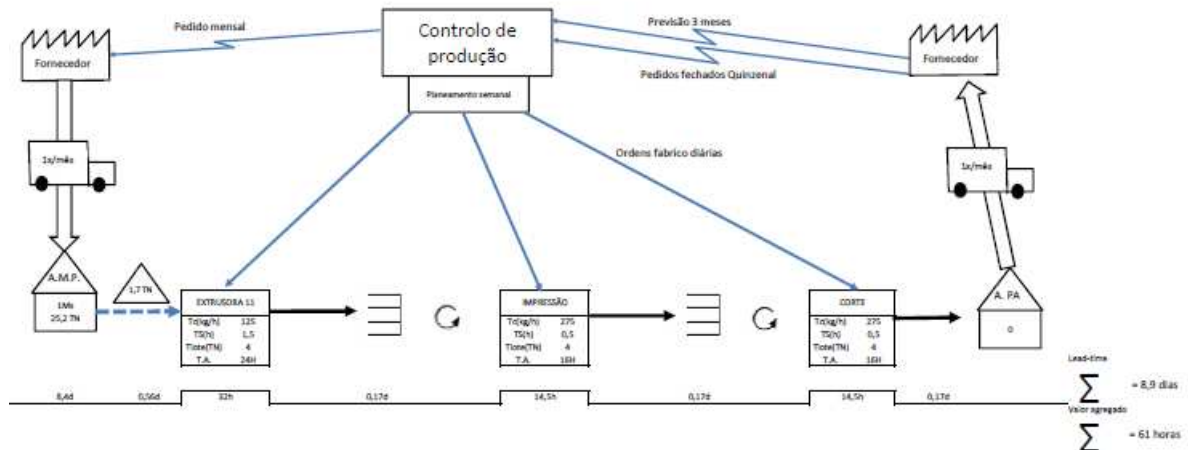 Pedido mensal
Fornecedor
Controlo de
produção
Planeamento semanal
Previsão 3 meses
Pedidos fechados Quinzenal
Fornecedor
Ordens fabrico diárias
1x/mês
1x/mês
A.M.P.
1Ms
25,2 TN
1,7 TN
EXTRUSORA 11
Tc(kg/h) 125
TS(h) 1,5
Tlote(TN) 4
T.A. 24H
IMPRESSÃO
Tc(kg/h) 275
TS(h) 0,5
Tlote(TN) 4
T.A. 16H
CORTE
Tc(kg/h) 275
TS(h) 0,5
Tlote(TN) 4
T.A. 16H
A. PA
0
8,4d
0,56d
32h
0,17d
14,5h
0,17d
14,5h
0,17d
Lead-time
∑ = 8,9 dias
Valor agregado
∑ = 61 horas